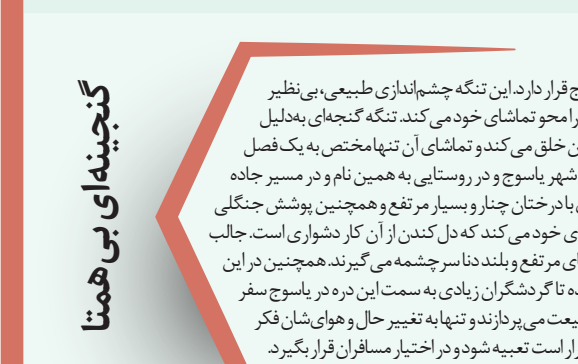 گنجینه‌ای بی‌همتا
قرار دارد. این تنگه چشم‌اندازی طبیعی، بی‌نظیر
را محو تماشای خود می‌کند. تنگه گنجه‌ای به‌دلیل
خلق می‌کند و تماشای آن تنها مختص به یک فصل
شهر یاسوج و در روستایی به همین نام و در مسیر جاده
با درختان چنار و بسیار مرتفع و همچنین پوشش جنگلی
خود می‌کند که دل کندن از آن کار دشواری است. جالب
مرتفع و بلند دنا سرچشمه می‌گیرند. همچنین در این
تا گردشگران زیادی به سمت این دره در یاسوج سفر
می‌پردازند و تنها به تغییر حال و هوای‌شان فکر
است تعبیه شود و در اختیار مسافران قرار بگیرد.